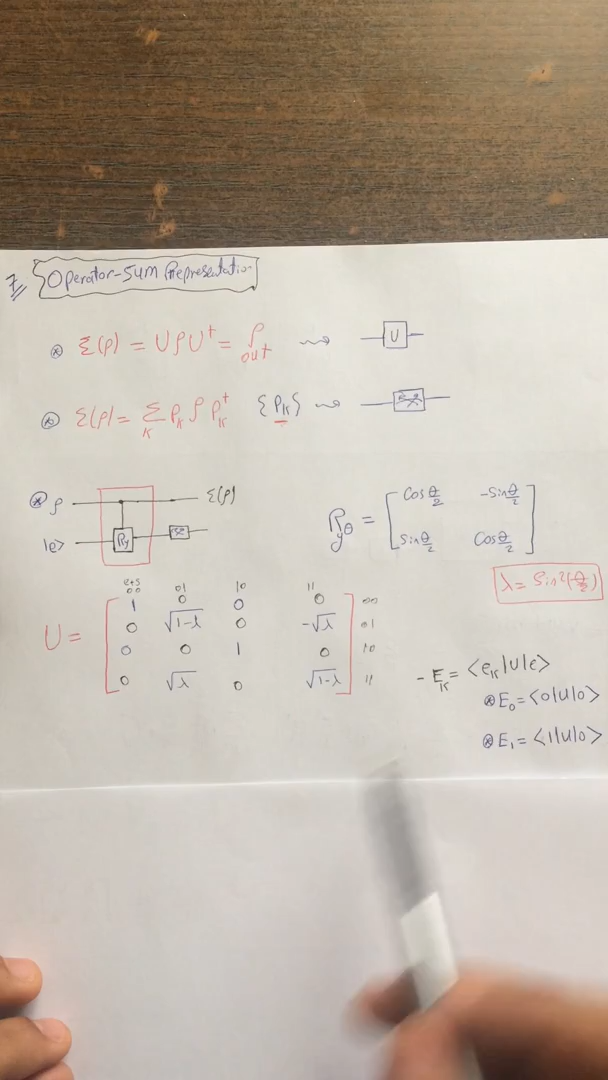 7 Operator-Sum Representation
⊛ Ɛ(ρ) = UρU† = ρout ⇝ U
⊛ Ɛ(ρ) = Σk Pk ρ Pk† {Pk} ⇝
⊛ ρ Ɛ(ρ)
|e> Ry
Ryθ = [ Cos θ/2 -Sin θ/2
Sin θ/2 Cos θ/2 ]
λ = Sin²(θ/2)
00 01 10 11
U = [ 1 0 0 0 ] 00
0 √1-λ 0 -√λ 01
0 0 1 0 10
0 √λ 0 √1-λ 11
- Ek = <ek|U|e>
⊛ E0 = <0|U|0>
⊛ E1 = <1|U|0>